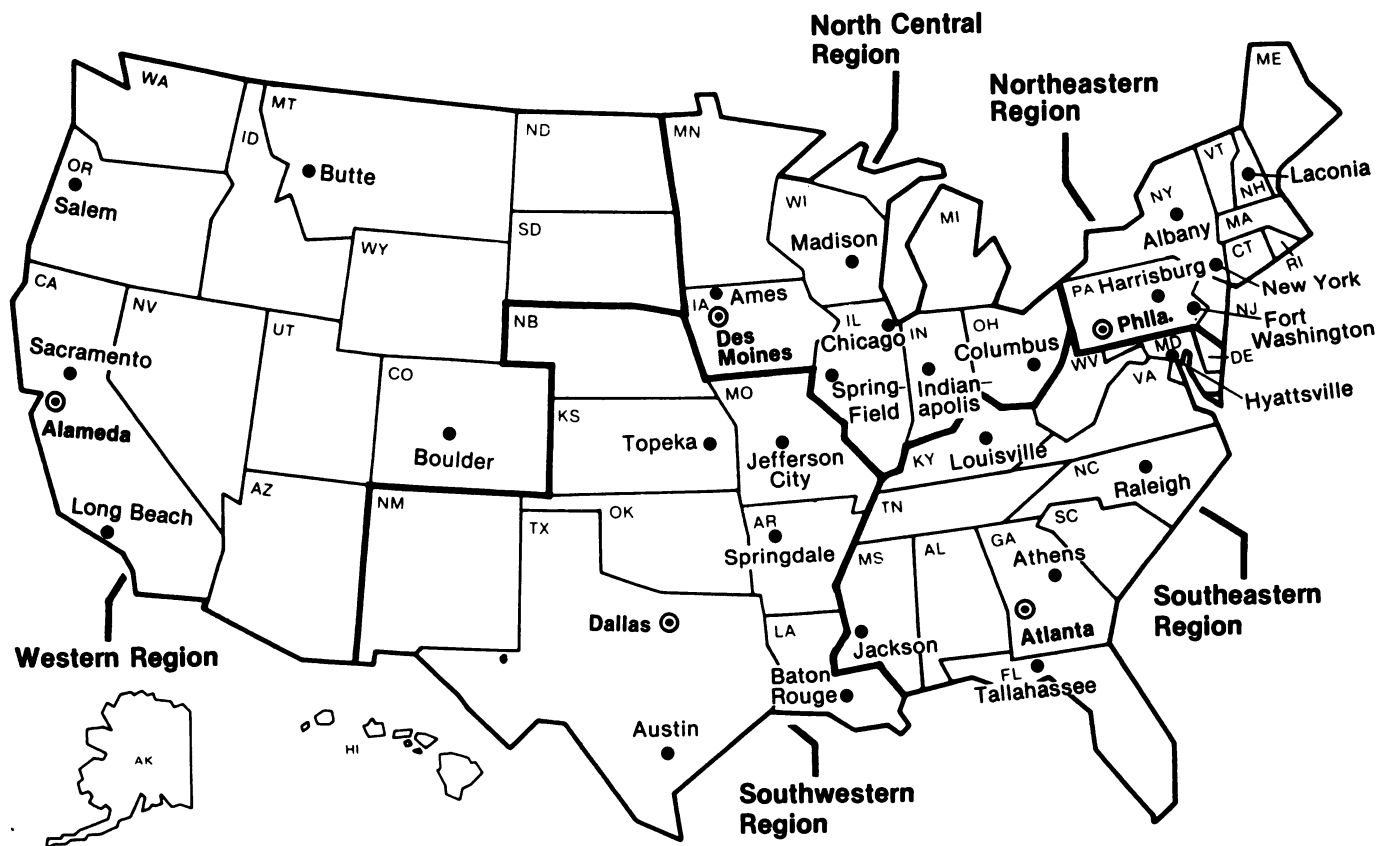 North Central
Region
Northeastern
Region
ME
WA
MT
ND
MN
ID
VT
OR
Butte
Laconia
NH
Salem
WI
MI
NY
SD
MA
WY
Madison
Albany
CT
RI
CA
NV
IA
Ames
PA
Harrisburg
New York
NB
IL
IN
OH
NJ
Fort
Washington
UT
Des
Moines
Chicago
Phila.
Sacramento
Columbus
MD
DE
CO
WV
VA
MO
Spring-
Field
Indian-
apolis
Hyattsville
Alameda
KS
Topeka
Boulder
Jefferson
City
KY
Louisville
NC
Raleigh
AZ
NM
TN
Long Beach
OK
TX
AR
SC
GA
Springdale
MS
AL
Athens
Southeastern
Region
Dallas
LA
Atlanta
Western Region
Jackson
Baton
Rouge
FL
Tallahassee
Austin
HI
AK
Southwestern
Region